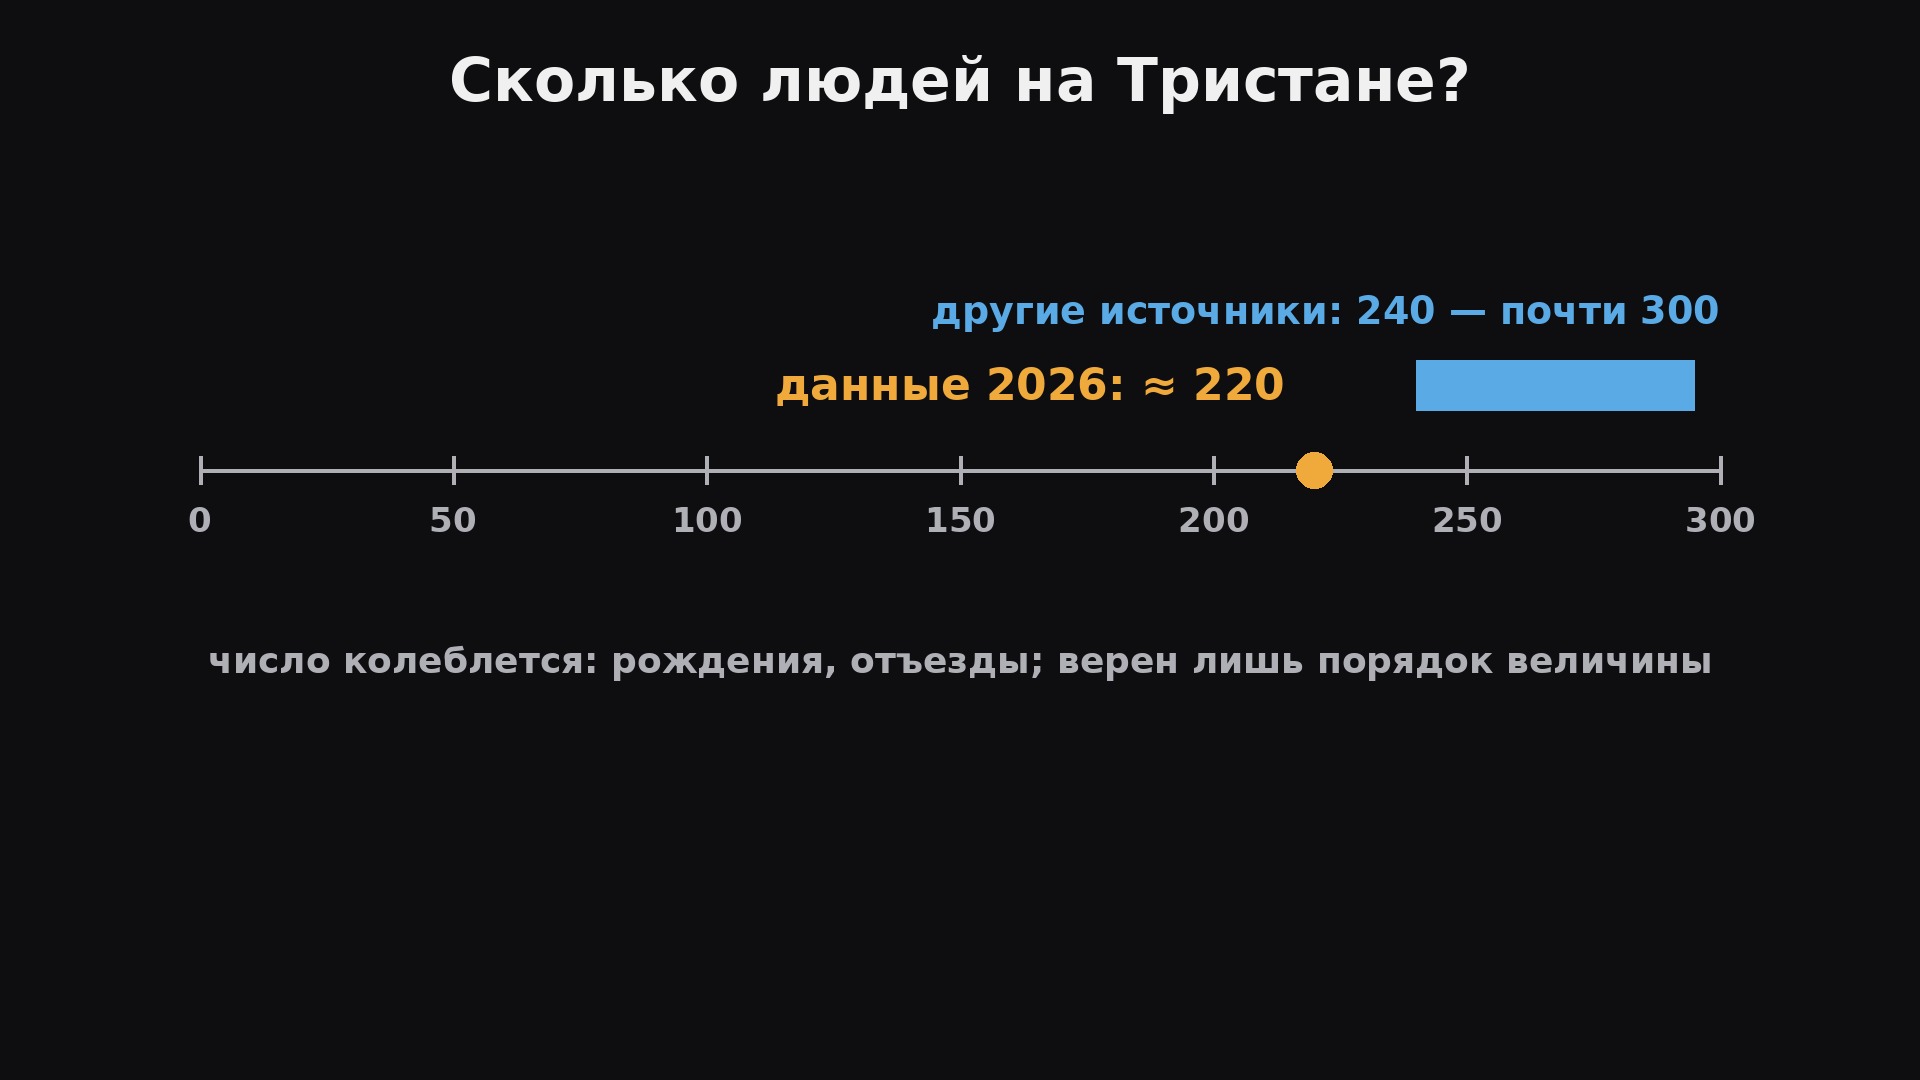 Сколько людей на Тристане?
другие источники: 240 — почти 300
данные 2026: ≈ 220
0 50 100 150 200 250 300
число колеблется: рождения, отъезды; верен лишь порядок величины